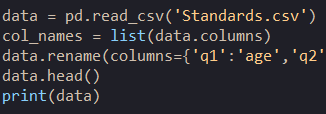 data = pd.read_csv('Standards.csv')
col_names = list(data.columns)
data.rename(columns={'q1':'age','q2'
data.head()
print(data)